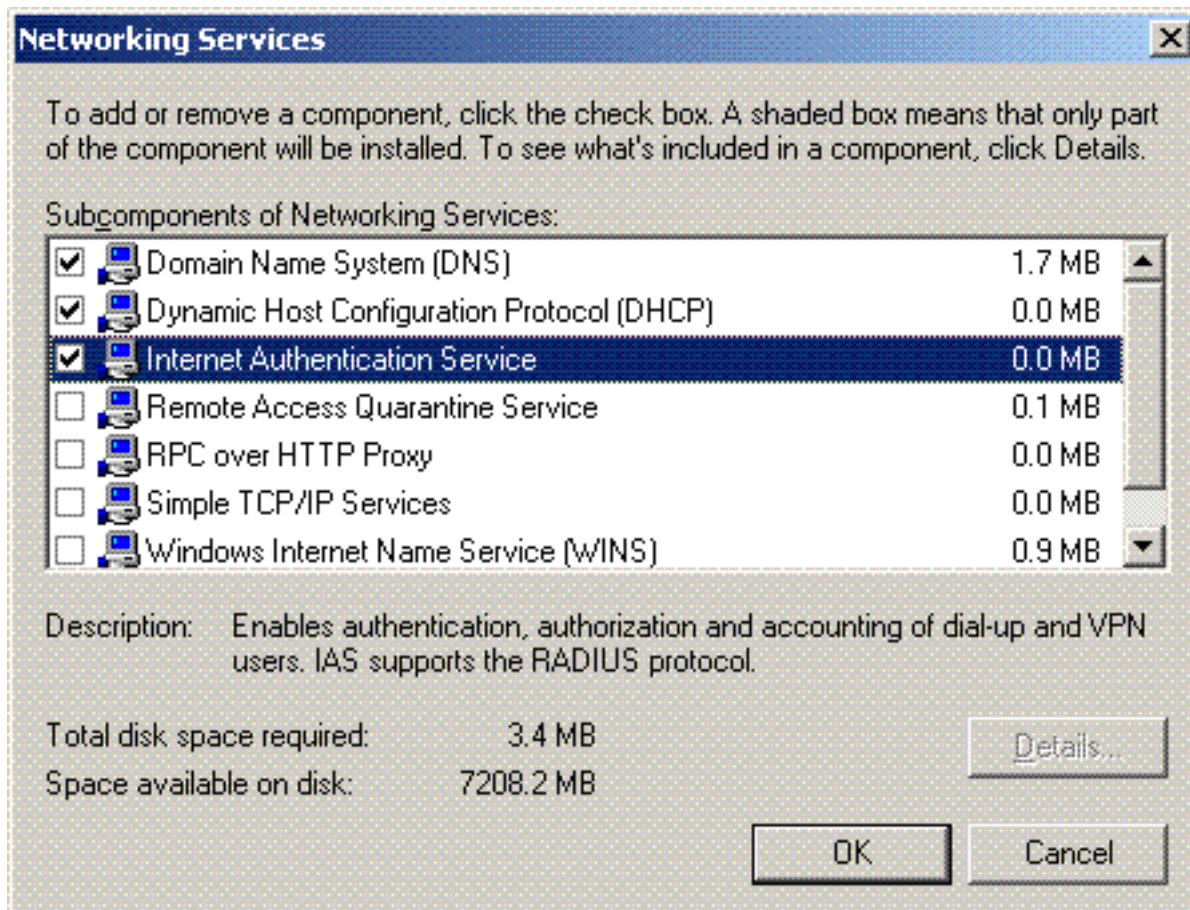 Networking Services
To add or remove a component, click the check box. A shaded box means that only part
of the component will be installed. To see what's included in a component, click Details.
Subcomponents of Networking Services:
Domain Name System (DNS) 1.7 MB
Dynamic Host Configuration Protocol (DHCP) 0.0 MB
Internet Authentication Service 0.0 MB
Remote Access Quarantine Service 0.1 MB
RPC over HTTP Proxy 0.0 MB
Simple TCP/IP Services 0.0 MB
Windows Internet Name Service (WINS) 0.9 MB
Description: Enables authentication, authorization and accounting of dial-up and VPN
users. IAS supports the RADIUS protocol.
Total disk space required: 3.4 MB
Details...
Space available on disk: 7208.2 MB
OK Cancel